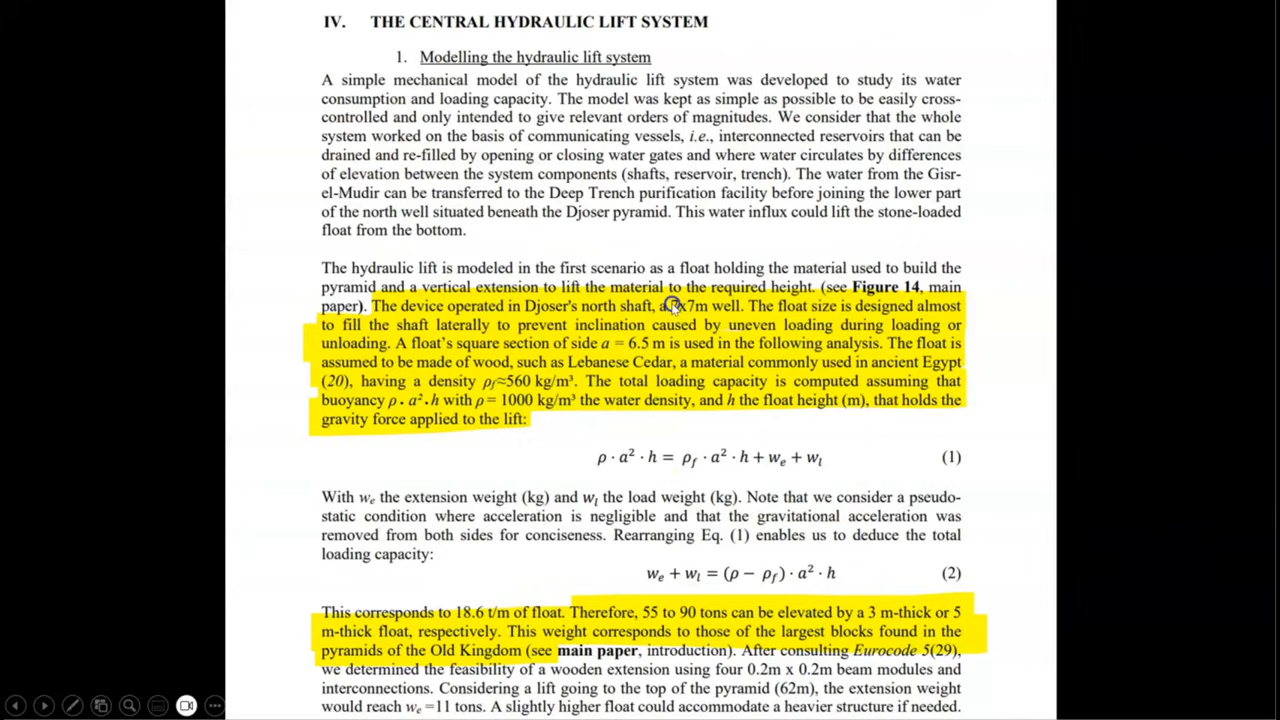 IV. THE CENTRAL HYDRAULIC LIFT SYSTEM
1. Modelling the hydraulic lift system
A simple mechanical model of the hydraulic lift system was developed to study its water
consumption and loading capacity. The model was kept as simple as possible to be easily cross-
controlled and only intended to give relevant orders of magnitudes. We consider that the whole
system worked on the basis of communicating vessels, i.e., interconnected reservoirs that can be
drained and re-filled by opening or closing water gates and where water circulates by differences
of elevation between the system components (shafts, reservoir, trench). The water from the Gisr-
el-Mudir can be transferred to the Deep Trench purification facility before joining the lower part
of the north well situated beneath the Djoser pyramid. This water influx could lift the stone-loaded
float from the bottom.
The hydraulic lift is modeled in the first scenario as a float holding the material used to build the
pyramid and a vertical extension to lift the material to the required height. (see Figure 14, main
paper). The device operated in Djoser's north shaft, a x7m well. The float size is designed almost
to fill the shaft laterally to prevent inclination caused by uneven loading during loading or
unloading. A float's square section of side a = 6.5 m is used in the following analysis. The float is
assumed to be made of wood, such as Lebanese Cedar, a material commonly used in ancient Egypt
(20), having a density ρf≈560 kg/m³. The total loading capacity is computed assuming that
buoyancy ρ · a² · h with ρ = 1000 kg/m³ the water density, and h the float height (m), that holds the
gravity force applied to the lift:
ρ · a² · h = ρf · a² · h + we + wl (1)
With we the extension weight (kg) and wl the load weight (kg). Note that we consider a pseudo-
static condition where acceleration is negligible and that the gravitational acceleration was
removed from both sides for conciseness. Rearranging Eq. (1) enables us to deduce the total
loading capacity:
we + wl = (ρ − ρf) · a² · h (2)
This corresponds to 18.6 t/m of float. Therefore, 55 to 90 tons can be elevated by a 3 m-thick or 5
m-thick float, respectively. This weight corresponds to those of the largest blocks found in the
pyramids of the Old Kingdom (see main paper, introduction). After consulting Eurocode 5(29),
we determined the feasibility of a wooden extension using four 0.2m x 0.2m beam modules and
interconnections. Considering a lift going to the top of the pyramid (62m), the extension weight
would reach we =11 tons. A slightly higher float could accommodate a heavier structure if needed.